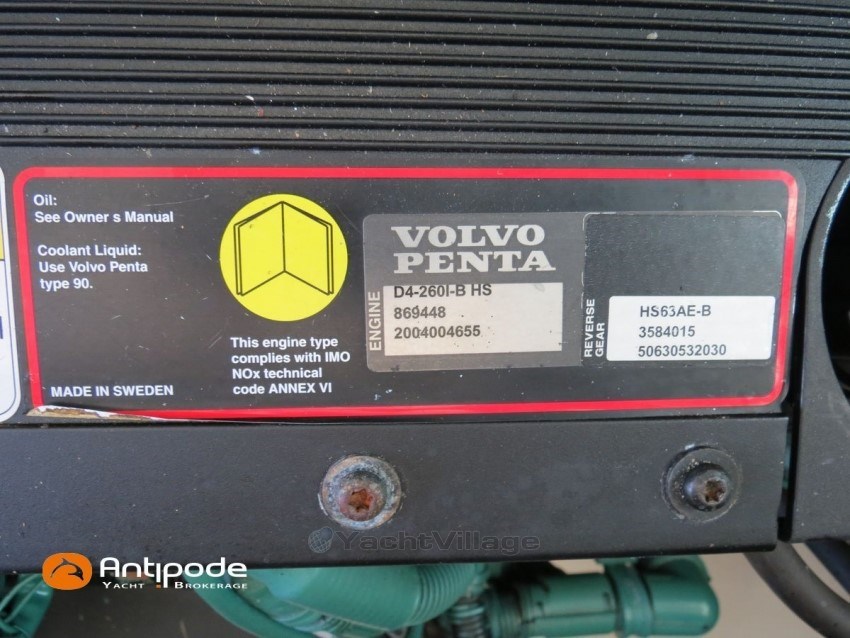 Oil:
See Owner s Manual
Coolant Liquid:
Use Volvo Penta
type 90.
MADE IN SWEDEN
This engine type
complies with IMO
NOx technical
code ANNEX VI
VOLVO
PENTA
ENGINE
D4-260I-B HS
869448
2004004655
REVERSE
GEAR
HS63AE-B
3584015
50630532030
YachtVillage
Antipode
YACHT BROKERAGE